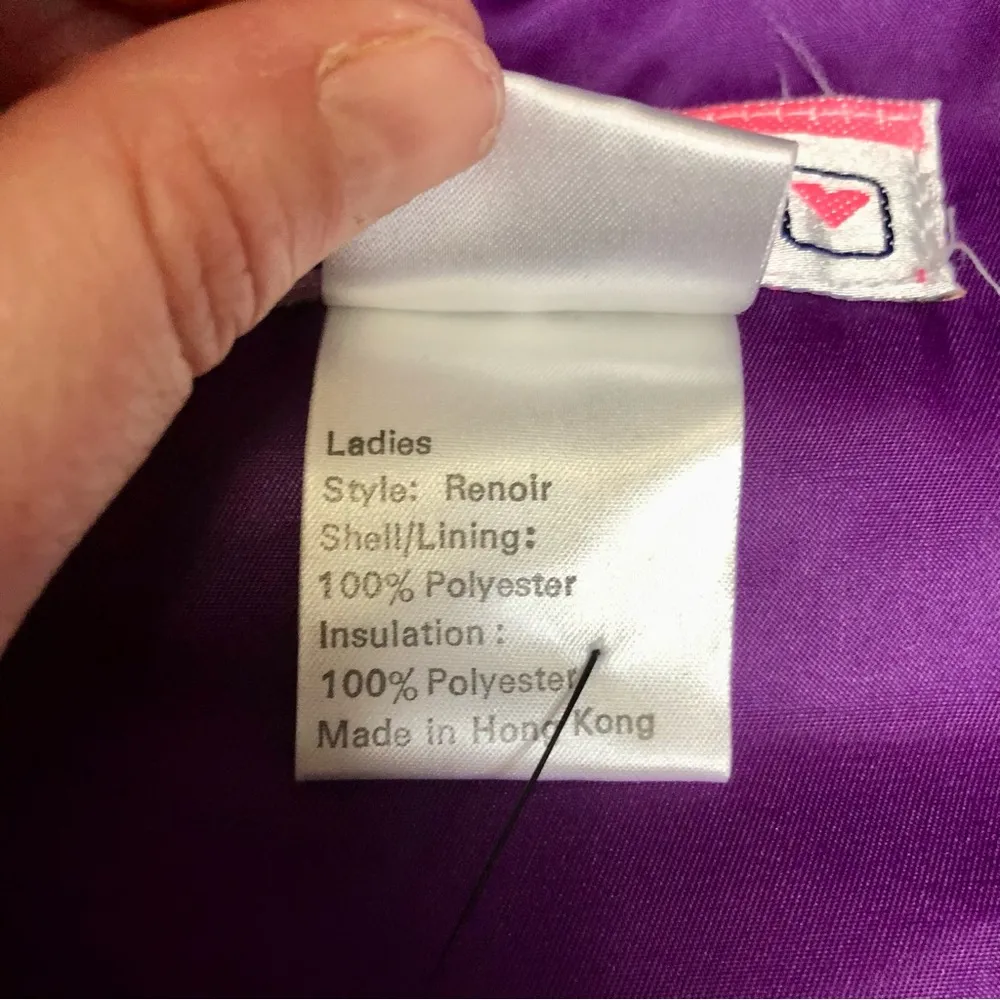 Ladies
Style: Renoir
Shell/Lining:
100% Polyester
Insulation :
100% Polyester
Made in Hong Kong